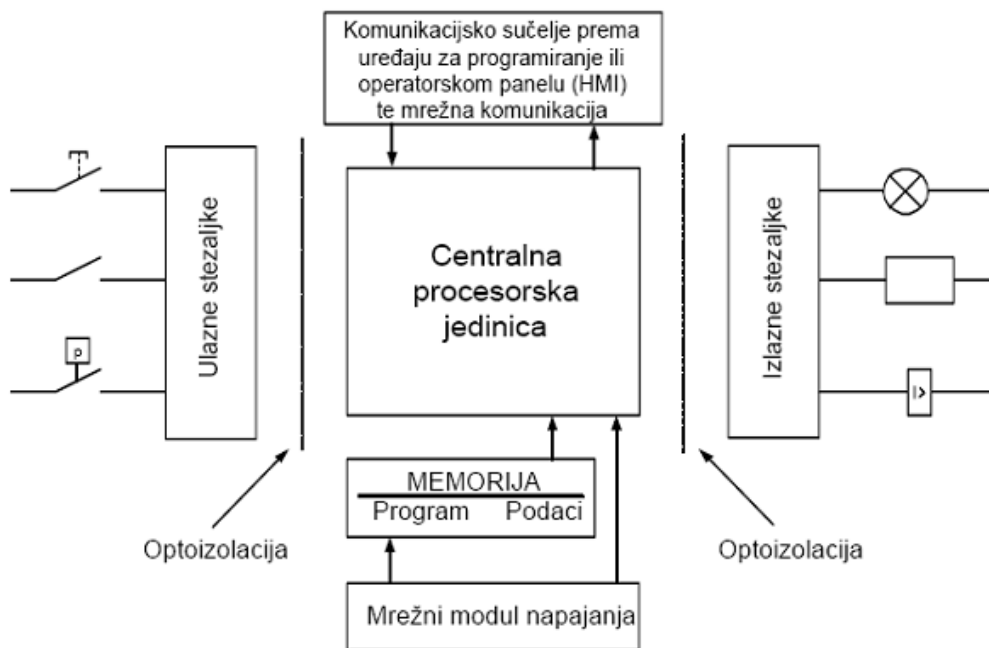 Komunikacijsko sučelje prema
uređaju za programiranje ili
operatorskom panelu (HMI)
te mrežna komunikacija
Ulazne stezaljke
Centralna
procesorska
jedinica
Izlazne stezaljke
p
I>
MEMORIJA
Program Podaci
Optoizolacija
Optoizolacija
Mrežni modul napajanja